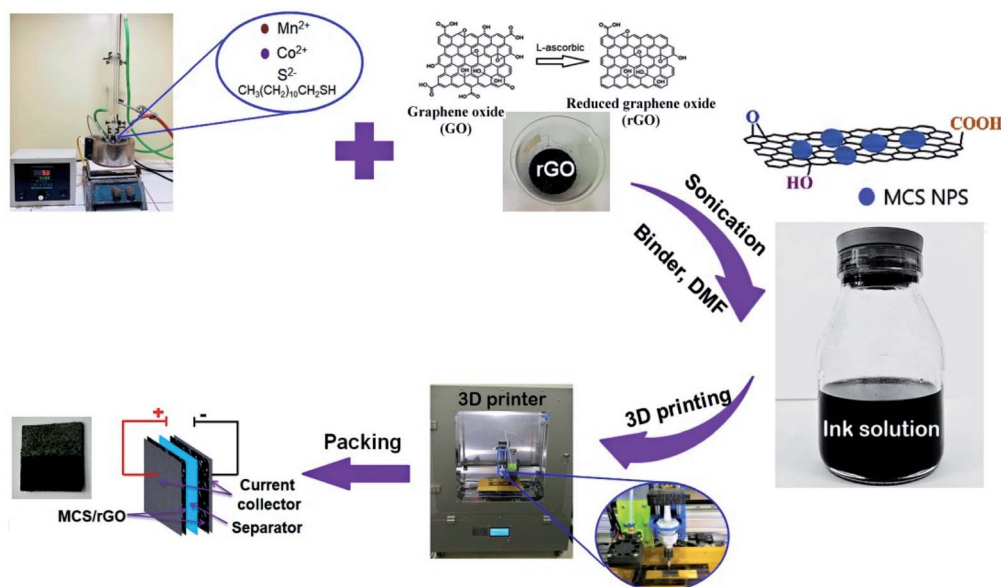 Mn²⁺
Co²⁺
S²⁻
CH₃(CH₂)₁₀CH₂SH
L-ascorbic
Graphene oxide
(GO)
Reduced graphene oxide
(rGO)
rGO
O
COOH
HO
MCS NPS
Sonication
Binder, DMF
Ink solution
3D printing
3D printer
Packing
+
-
Current
collector
Separator
MCS/rGO